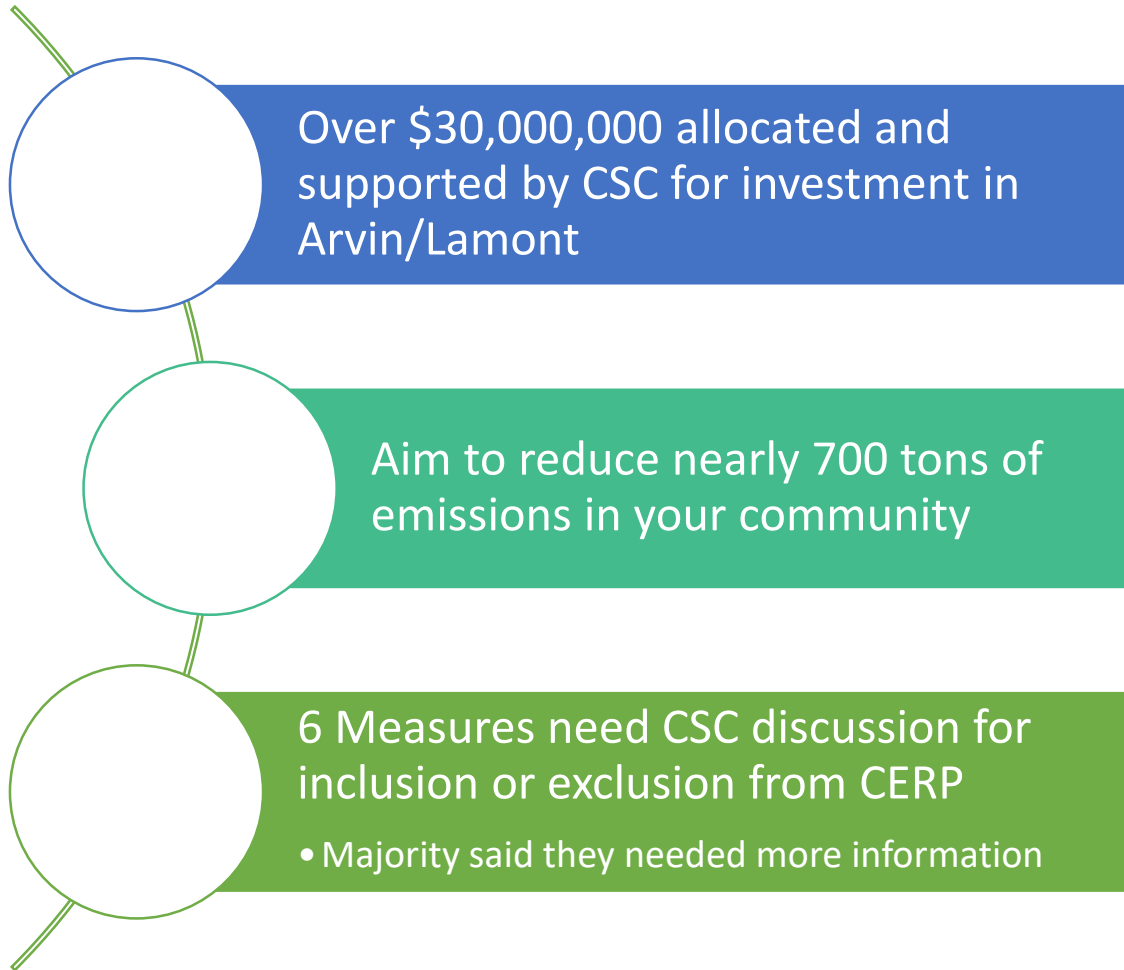 Over $30,000,000 allocated and
supported by CSC for investment in
Arvin/Lamont
Aim to reduce nearly 700 tons of
emissions in your community
6 Measures need CSC discussion for
inclusion or exclusion from CERP
• Majority said they needed more information